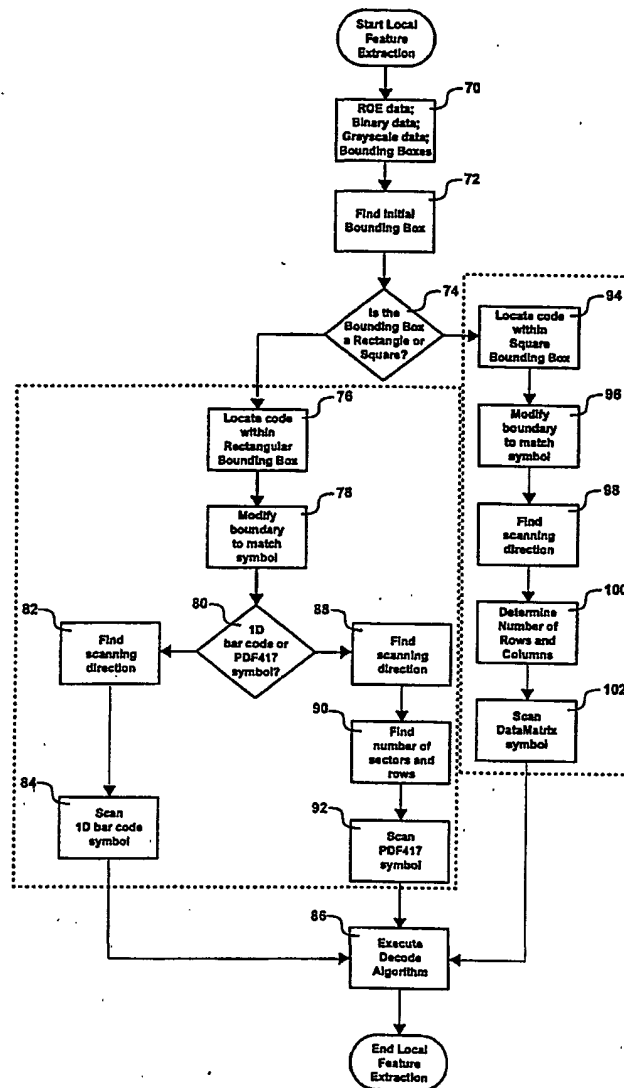 Start Local
Feature
Extraction
70
ROE data;
Binary data;
Grayscale data;
Bounding Boxes
72
Find Initial
Bounding Box
74
Is the
Bounding Box
a Rectangle or
Square?
94
Locate code
within
Square
Bounding Box
76
Locate code
within
Rectangular
Bounding Box
96
Modify
boundary
to match
symbol
78
Modify
boundary
to match
symbol
98
Find
scanning
direction
80
1D
bar code or
PDF417
symbol?
82
Find
scanning
direction
88
Find
scanning
direction
100
Determine
Number of
Rows and
Columns
90
Find
number of
sectors and
rows
102
Scan
DataMatrix
symbol
84
Scan
1D bar code
symbol
92
Scan
PDF417
symbol
86
Execute
Decode
Algorithm
End Local
Feature
Extraction